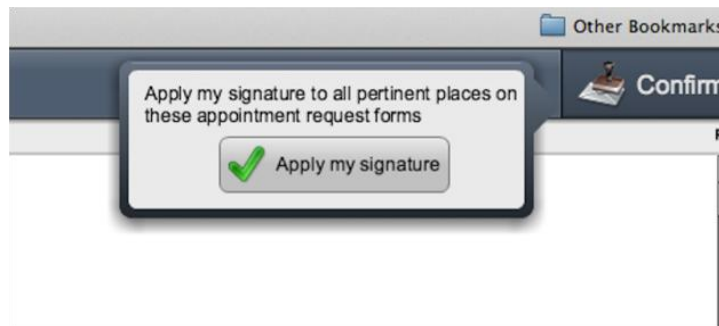 Other Bookmarks
Confirm
Apply my signature to all pertinent places on
these appointment request forms
Apply my signature